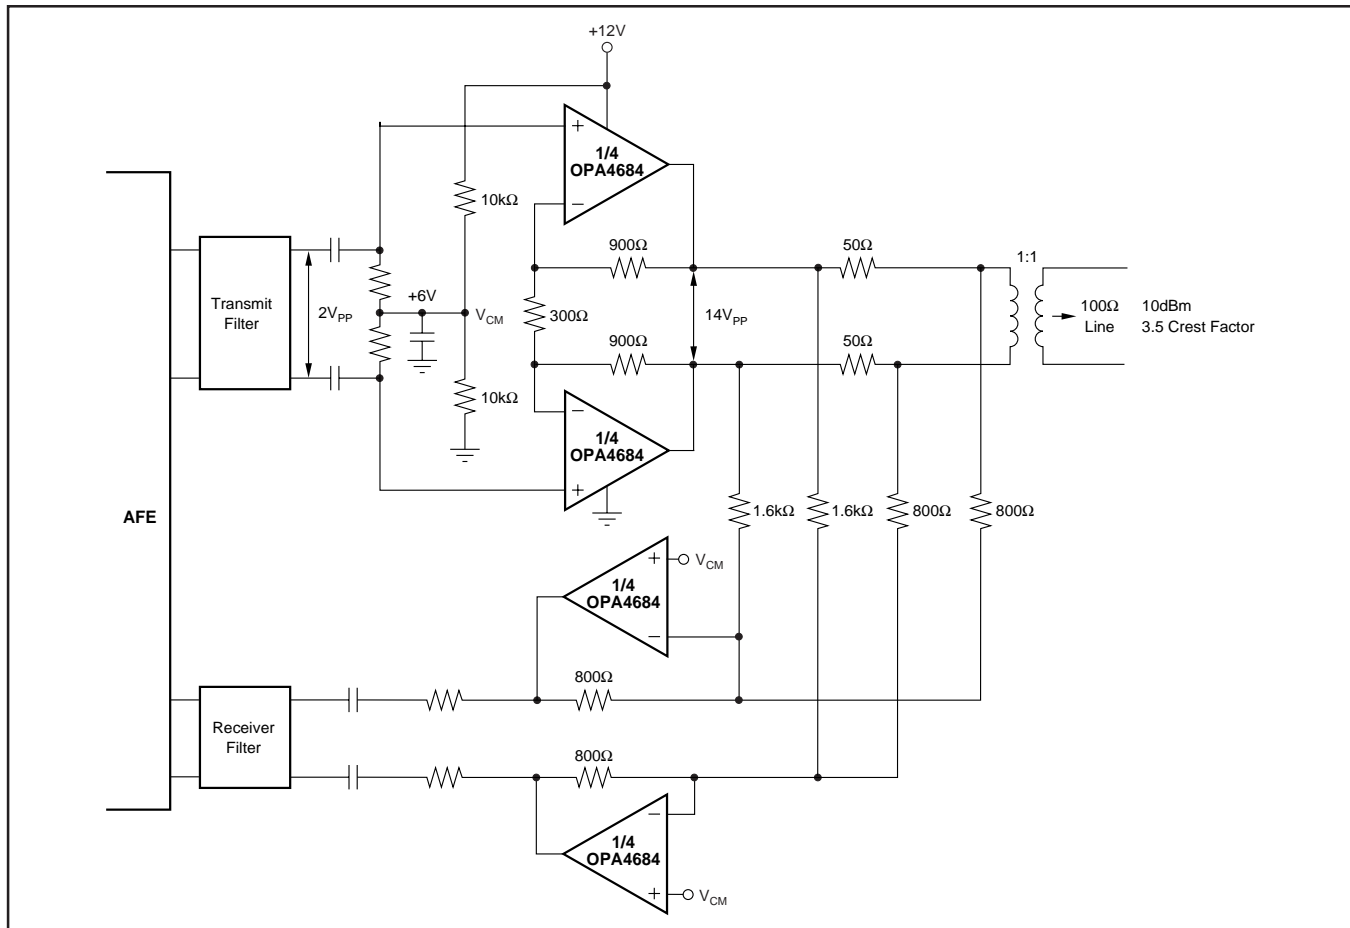 +12V
+
1/4
OPA4684
−
10kΩ
900Ω
50Ω
1:1
Transmit
Filter
2VPP
+6V
VCM
300Ω
14VPP
100Ω
Line
10dBm
3.5 Crest Factor
900Ω
50Ω
10kΩ
−
1/4
OPA4684
+
AFE
1.6kΩ
1.6kΩ
800Ω
800Ω
+
VCM
1/4
OPA4684
−
800Ω
Receiver
Filter
800Ω
−
1/4
OPA4684
+
VCM